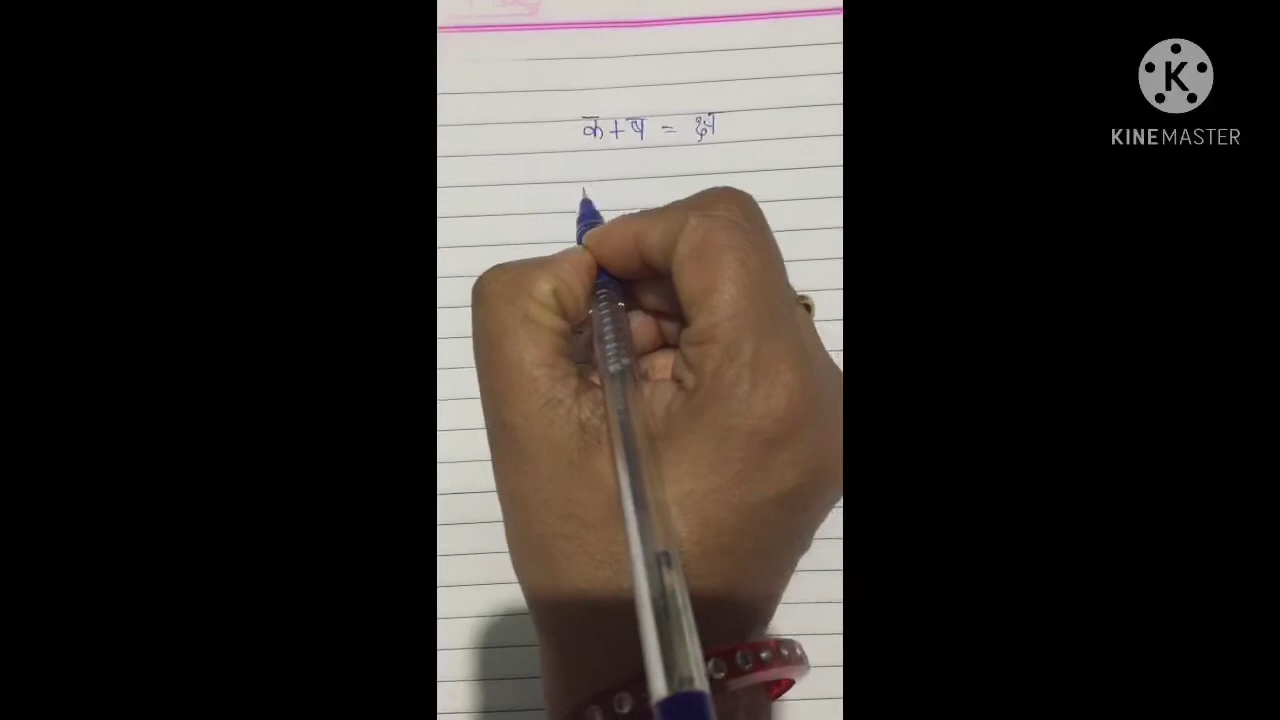 क + ष = क्ष
K
KINEMASTER